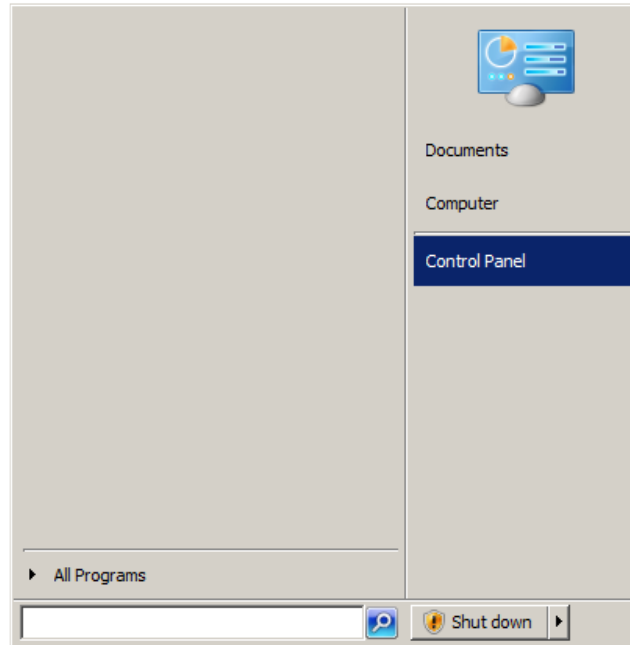 Documents
Computer
Control Panel
All Programs
Shut down